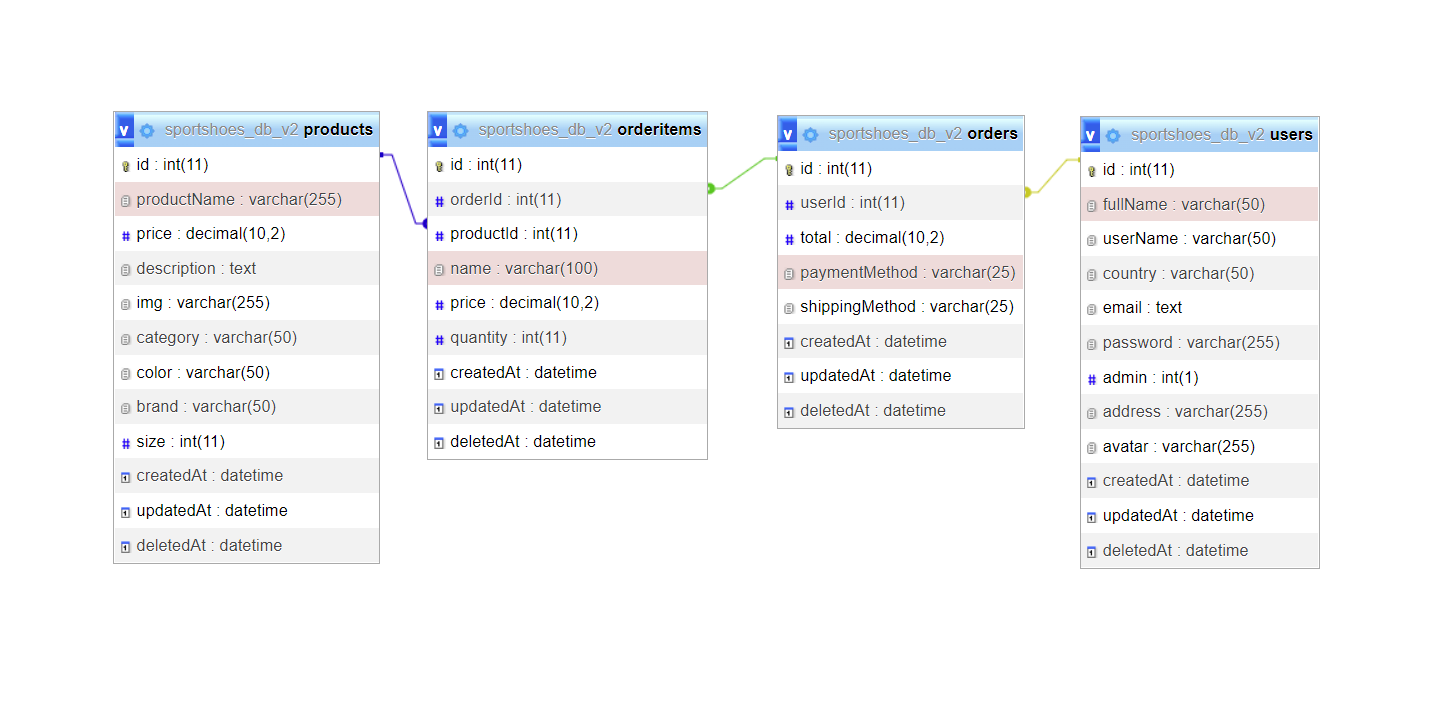 v sportshoes_db_v2 products
id : int(11)
productName : varchar(255)
price : decimal(10,2)
description : text
img : varchar(255)
category : varchar(50)
color : varchar(50)
brand : varchar(50)
size : int(11)
createdAt : datetime
updatedAt : datetime
deletedAt : datetime
v sportshoes_db_v2 orderitems
id : int(11)
orderId : int(11)
productId : int(11)
name : varchar(100)
price : decimal(10,2)
quantity : int(11)
createdAt : datetime
updatedAt : datetime
deletedAt : datetime
v sportshoes_db_v2 orders
id : int(11)
userId : int(11)
total : decimal(10,2)
paymentMethod : varchar(25)
shippingMethod : varchar(25)
createdAt : datetime
updatedAt : datetime
deletedAt : datetime
v sportshoes_db_v2 users
id : int(11)
fullName : varchar(50)
userName : varchar(50)
country : varchar(50)
email : text
password : varchar(255)
admin : int(1)
address : varchar(255)
avatar : varchar(255)
createdAt : datetime
updatedAt : datetime
deletedAt : datetime